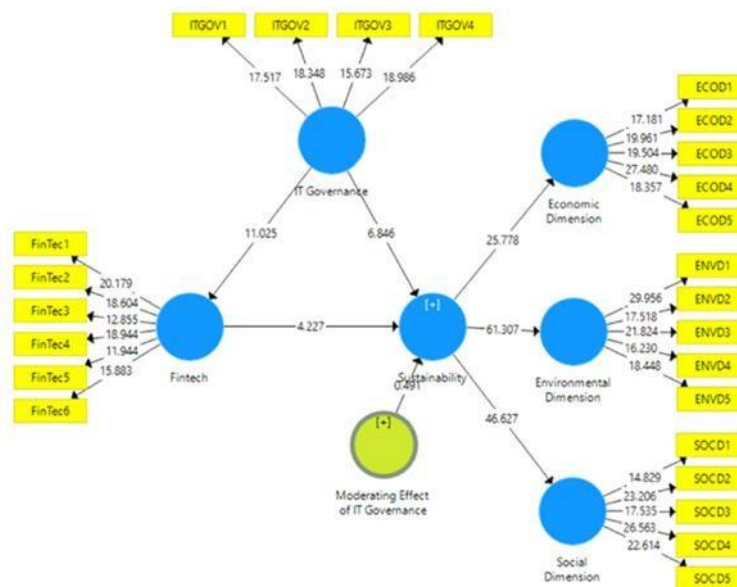 ITGOV1
ITGOV2
ITGOV3
ITGOV4
17.517
18.348
15.673
18.986
IT Governance
11.025
6.846
FinTec1
FinTec2
FinTec3
FinTec4
FinTec5
FinTec6
20.179
18.604
12.855
18.944
11.944
15.883
Fintech
4.227
[+]
Sustainability
0.491
[+]
Moderating Effect
of IT Governance
25.778
61.307
46.627
Economic
Dimension
17.181
19.961
19.504
27.480
18.357
ECOD1
ECOD2
ECOD3
ECOD4
ECOD5
Environmental
Dimension
29.956
17.518
21.824
16.230
18.448
ENVD1
ENVD2
ENVD3
ENVD4
ENVD5
Social
Dimension
14.829
23.206
17.535
26.563
22.614
SOCD1
SOCD2
SOCD3
SOCD4
SOCD5